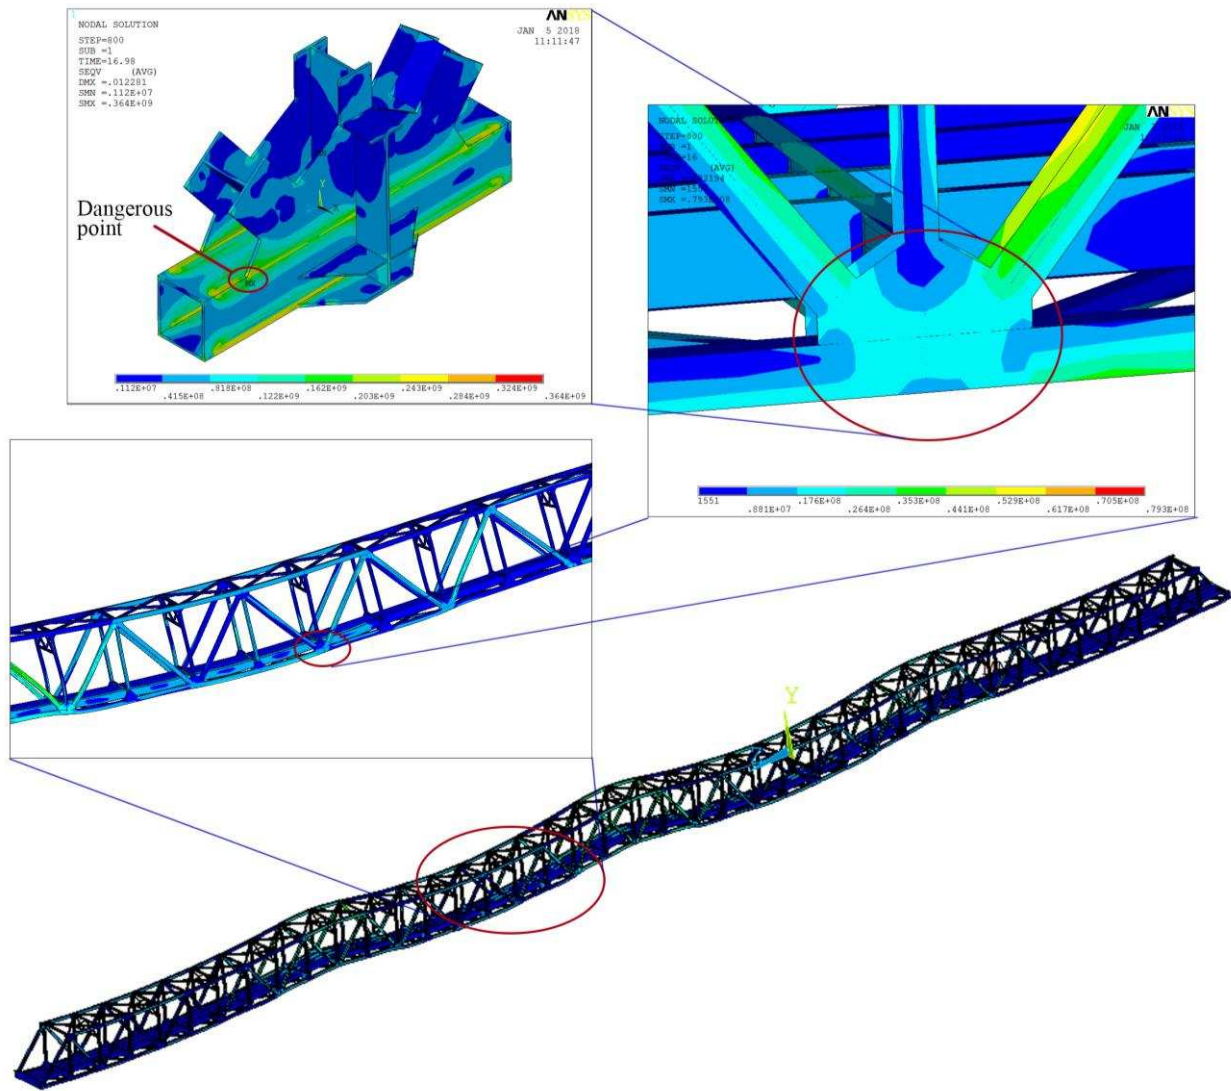 ANSYS
NODAL SOLUTION
JAN 5 2018
11:11:47
STEP=800
SUB =1
TIME=16.98
SEQV (AVG)
DMX =.012281
SMN =.112E+07
SMX =.364E+09
Y
Dangerous
point
MX
.112E+07 .818E+08 .162E+09 .243E+09 .324E+09
.415E+08 .122E+09 .203E+09 .284E+09 .364E+09
ANSYS
NODAL
JAN
STEP=800
=1
(AVG)
1551 .176E+08 .353E+08 .529E+08 .705E+08
.881E+07 .264E+08 .441E+08 .617E+08 .793E+08
Y